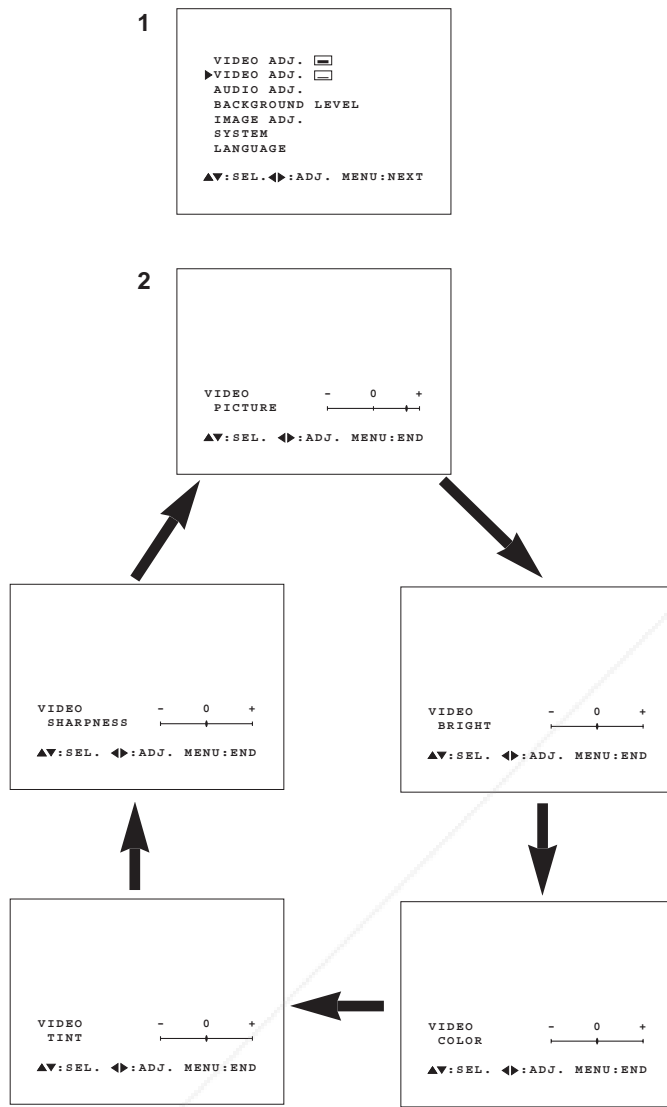 1
VIDEO ADJ.
▶VIDEO ADJ.
AUDIO ADJ.
BACKGROUND LEVEL
IMAGE ADJ.
SYSTEM
LANGUAGE
▲▼:SEL.◀▶:ADJ. MENU:NEXT
2
VIDEO - 0 +
PICTURE
▲▼:SEL. ◀▶:ADJ. MENU:END
VIDEO - 0 +
SHARPNESS
▲▼:SEL. ◀▶:ADJ. MENU:END
VIDEO - 0 +
BRIGHT
▲▼:SEL. ◀▶:ADJ. MENU:END
VIDEO - 0 +
TINT
▲▼:SEL. ◀▶:ADJ. MENU:END
VIDEO - 0 +
COLOR
▲▼:SEL. ◀▶:ADJ. MENU:END